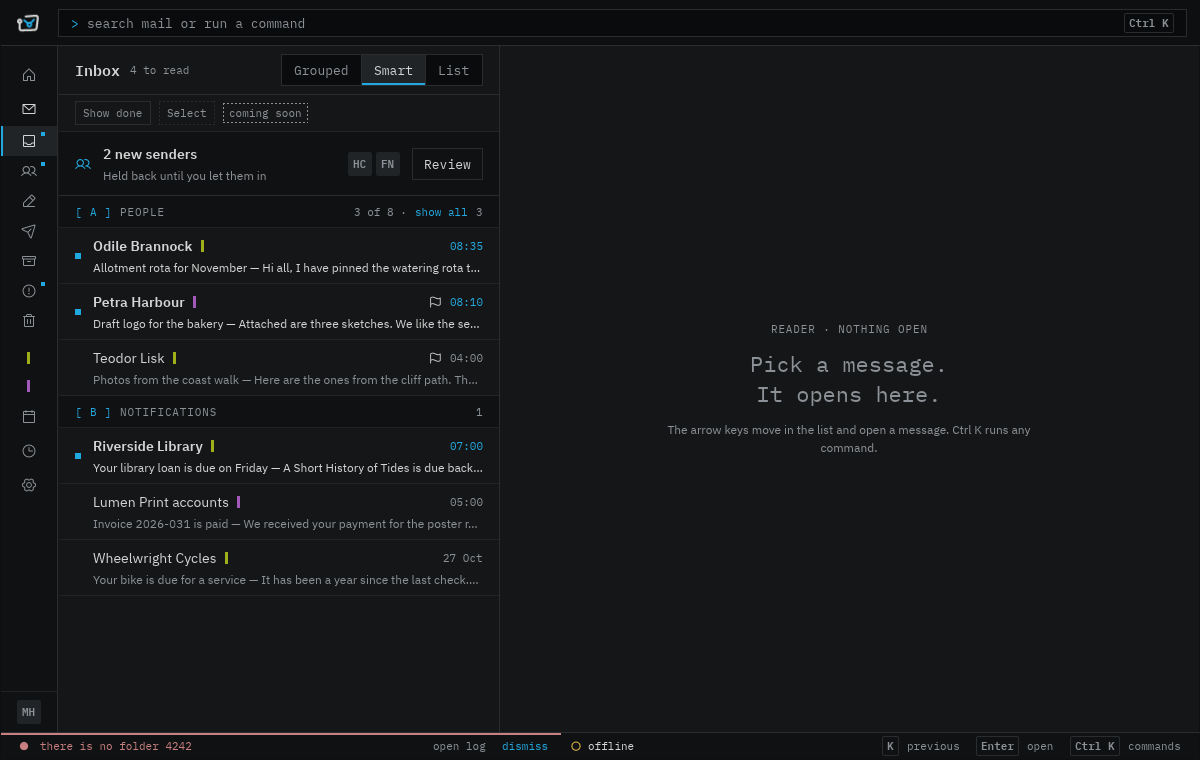 > search mail or run a command Ctrl K
Inbox 4 to read Grouped Smart List
Show done Select coming soon
2 new senders
Held back until you let them in
HC FN Review
[ A ] PEOPLE 3 of 8 · show all 3
Odile Brannock 08:35
Allotment rota for November — Hi all, I have pinned the watering rota t...
Petra Harbour 08:10
Draft logo for the bakery — Attached are three sketches. We like the se...
Teodor Lisk 04:00
Photos from the coast walk — Here are the ones from the cliff path. Th...
[ B ] NOTIFICATIONS 1
Riverside Library 07:00
Your library loan is due on Friday — A Short History of Tides is due back...
Lumen Print accounts 05:00
Invoice 2026-031 is paid — We received your payment for the poster r...
Wheelwright Cycles 27 Oct
Your bike is due for a service — It has been a year since the last check....
READER · NOTHING OPEN
Pick a message.
It opens here.
The arrow keys move in the list and open a message. Ctrl K runs any
command.
MH
there is no folder 4242 open log dismiss offline K previous Enter open Ctrl K commands